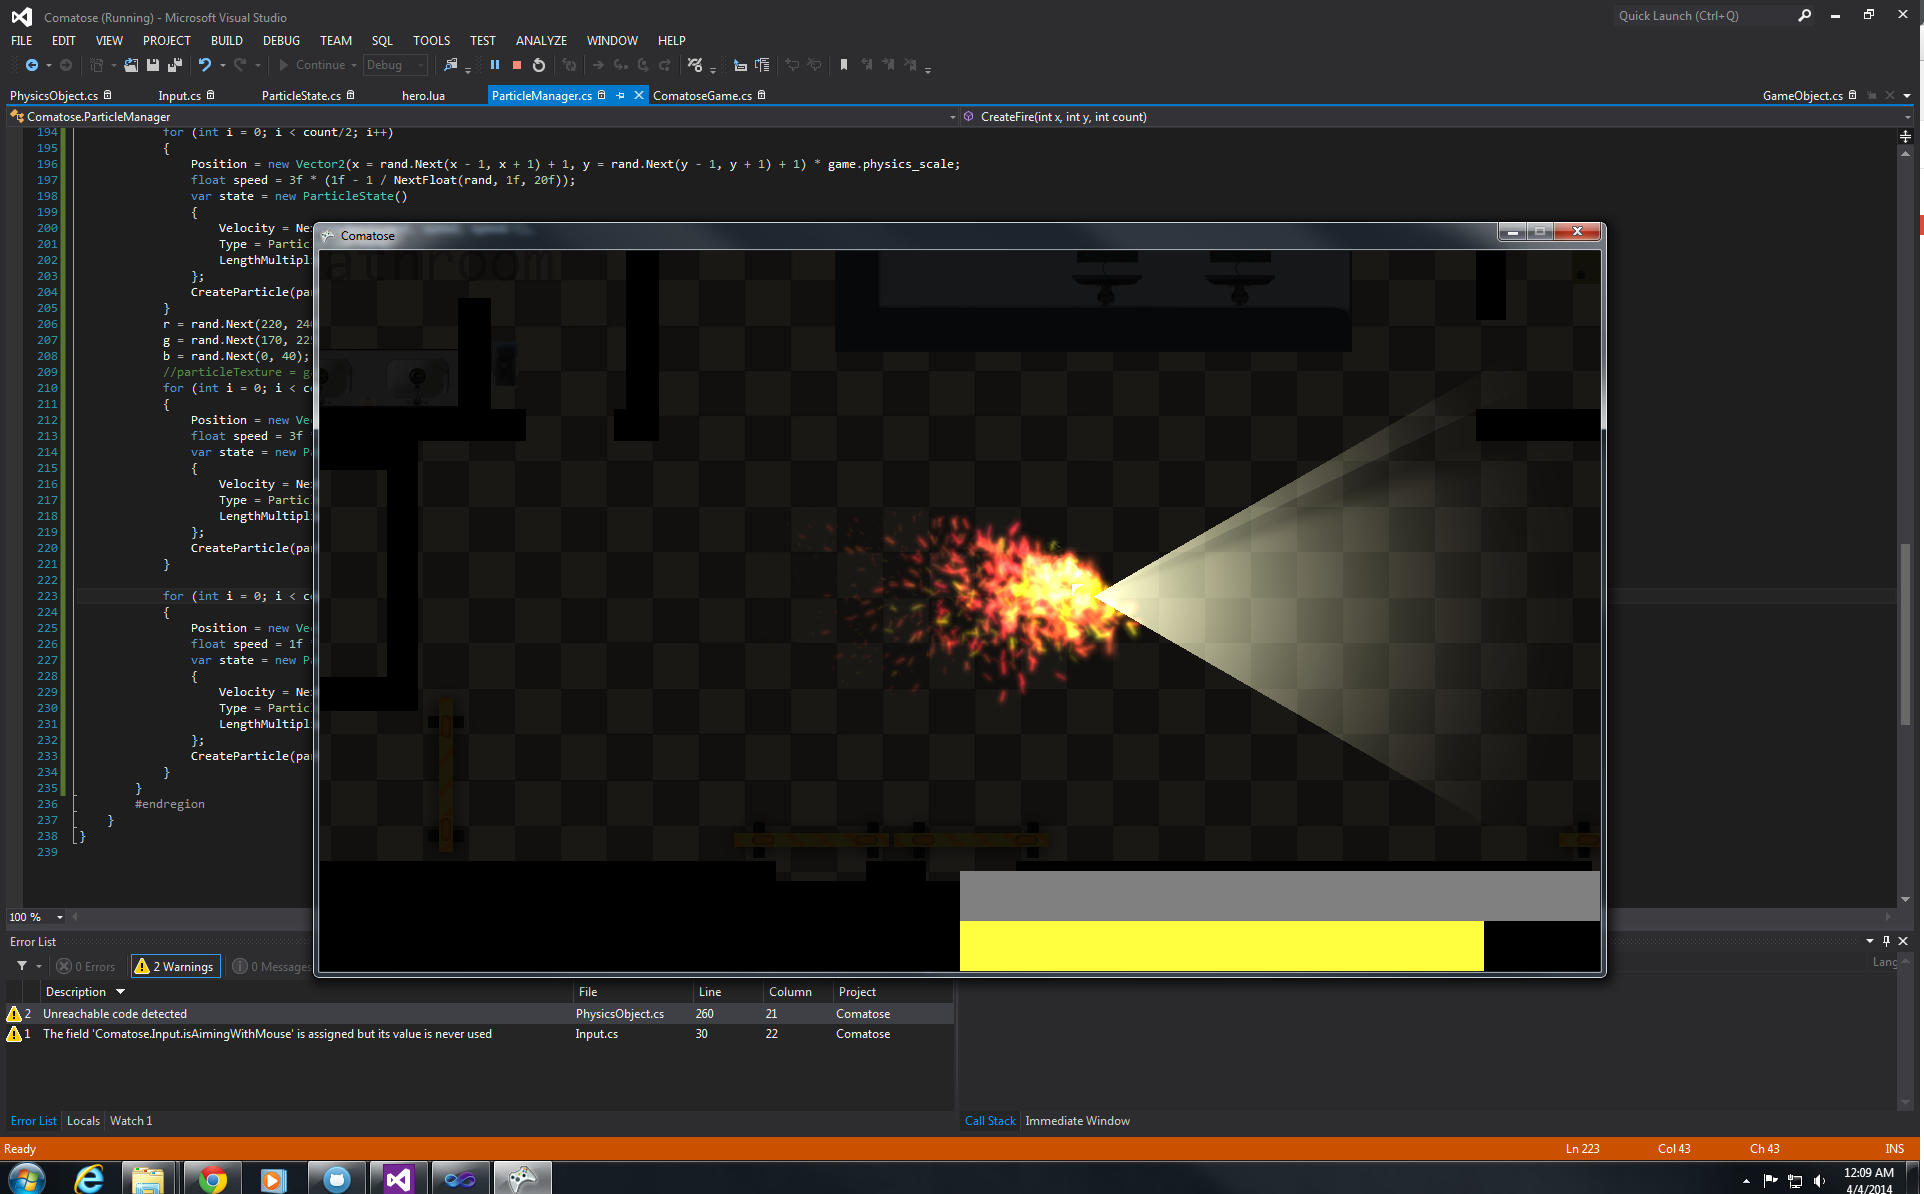 Comatose (Running) - Microsoft Visual Studio
Quick Launch (Ctrl+Q)
FILE EDIT VIEW PROJECT BUILD DEBUG TEAM SQL TOOLS TEST ANALYZE WINDOW HELP
Continue Debug
PhysicsObject.cs Input.cs ParticleState.cs hero.lua ParticleManager.cs ComatoseGame.cs GameObject.cs
Comatose.ParticleManager CreateFire(int x, int y, int count)
194 for (int i = 0; i < count/2; i++)
195 {
196 Position = new Vector2(x = rand.Next(x - 1, x + 1) + 1, y = rand.Next(y - 1, y + 1) + 1) * game.physics_scale;
197 float speed = 3f * (1f - 1 / NextFloat(rand, 1f, 20f));
198 var state = new ParticleState()
199 {
200 Velocity = Ne
201 Type = Partic
202 LengthMultipl
203 };
204 CreateParticle(pa
205 }
206 r = rand.Next(220, 24
207 g = rand.Next(170, 22
208 b = rand.Next(0, 40);
209 //particleTexture = g
210 for (int i = 0; i < c
211 {
212 Position = new Ve
213 float speed = 3f
214 var state = new P
215 {
216 Velocity = Ne
217 Type = Partic
218 LengthMultipl
219 };
220 CreateParticle(pa
221 }
222
223 for (int i = 0; i < c
224 {
225 Position = new Ve
226 float speed = 1f
227 var state = new P
228 {
229 Velocity = Ne
230 Type = Partic
231 LengthMultipl
232 };
233 CreateParticle(pa
234 }
235 }
236 #endregion
237 }
238 }
239
Comatose
athroom
100 %
Error List
0 Errors 2 Warnings 0 Messages
Lang
Description File Line Column Project
2 Unreachable code detected PhysicsObject.cs 260 21 Comatose
1 The field 'Comatose.Input.isAimingWithMouse' is assigned but its value is never used Input.cs 30 22 Comatose
Error List Locals Watch 1
Call Stack Immediate Window
Ready Ln 223 Col 43 Ch 43 INS
12:09 AM
4/4/2014